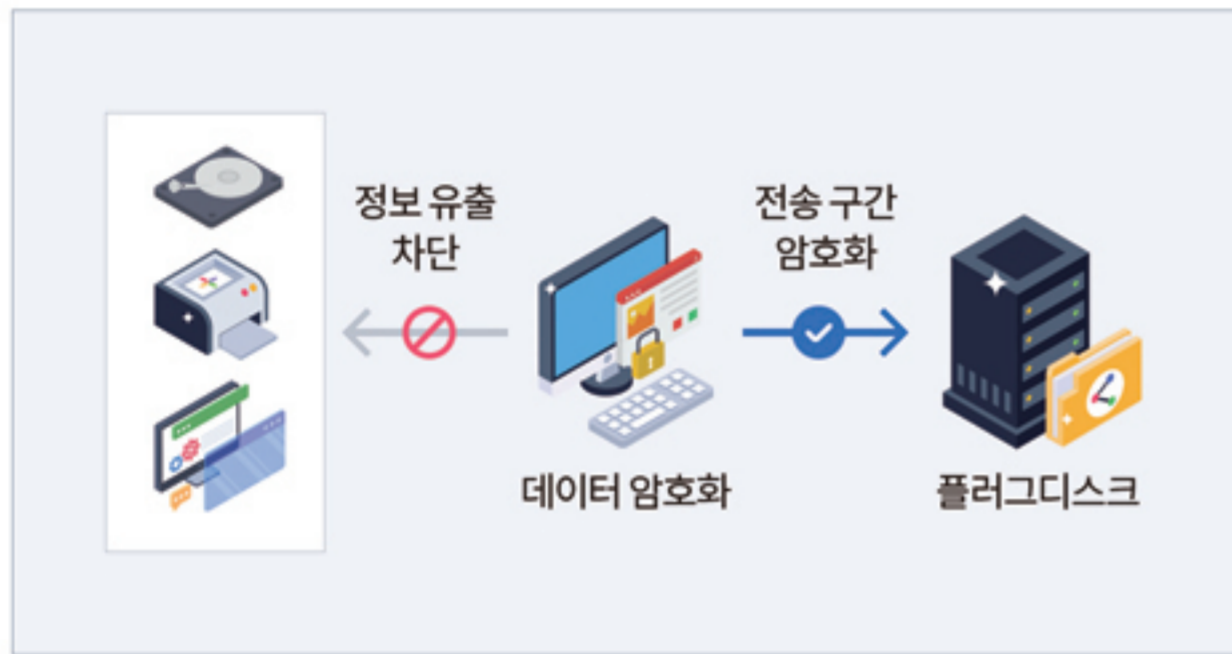 정보 유출
차단
전송 구간
암호화
데이터 암호화
플러그디스크